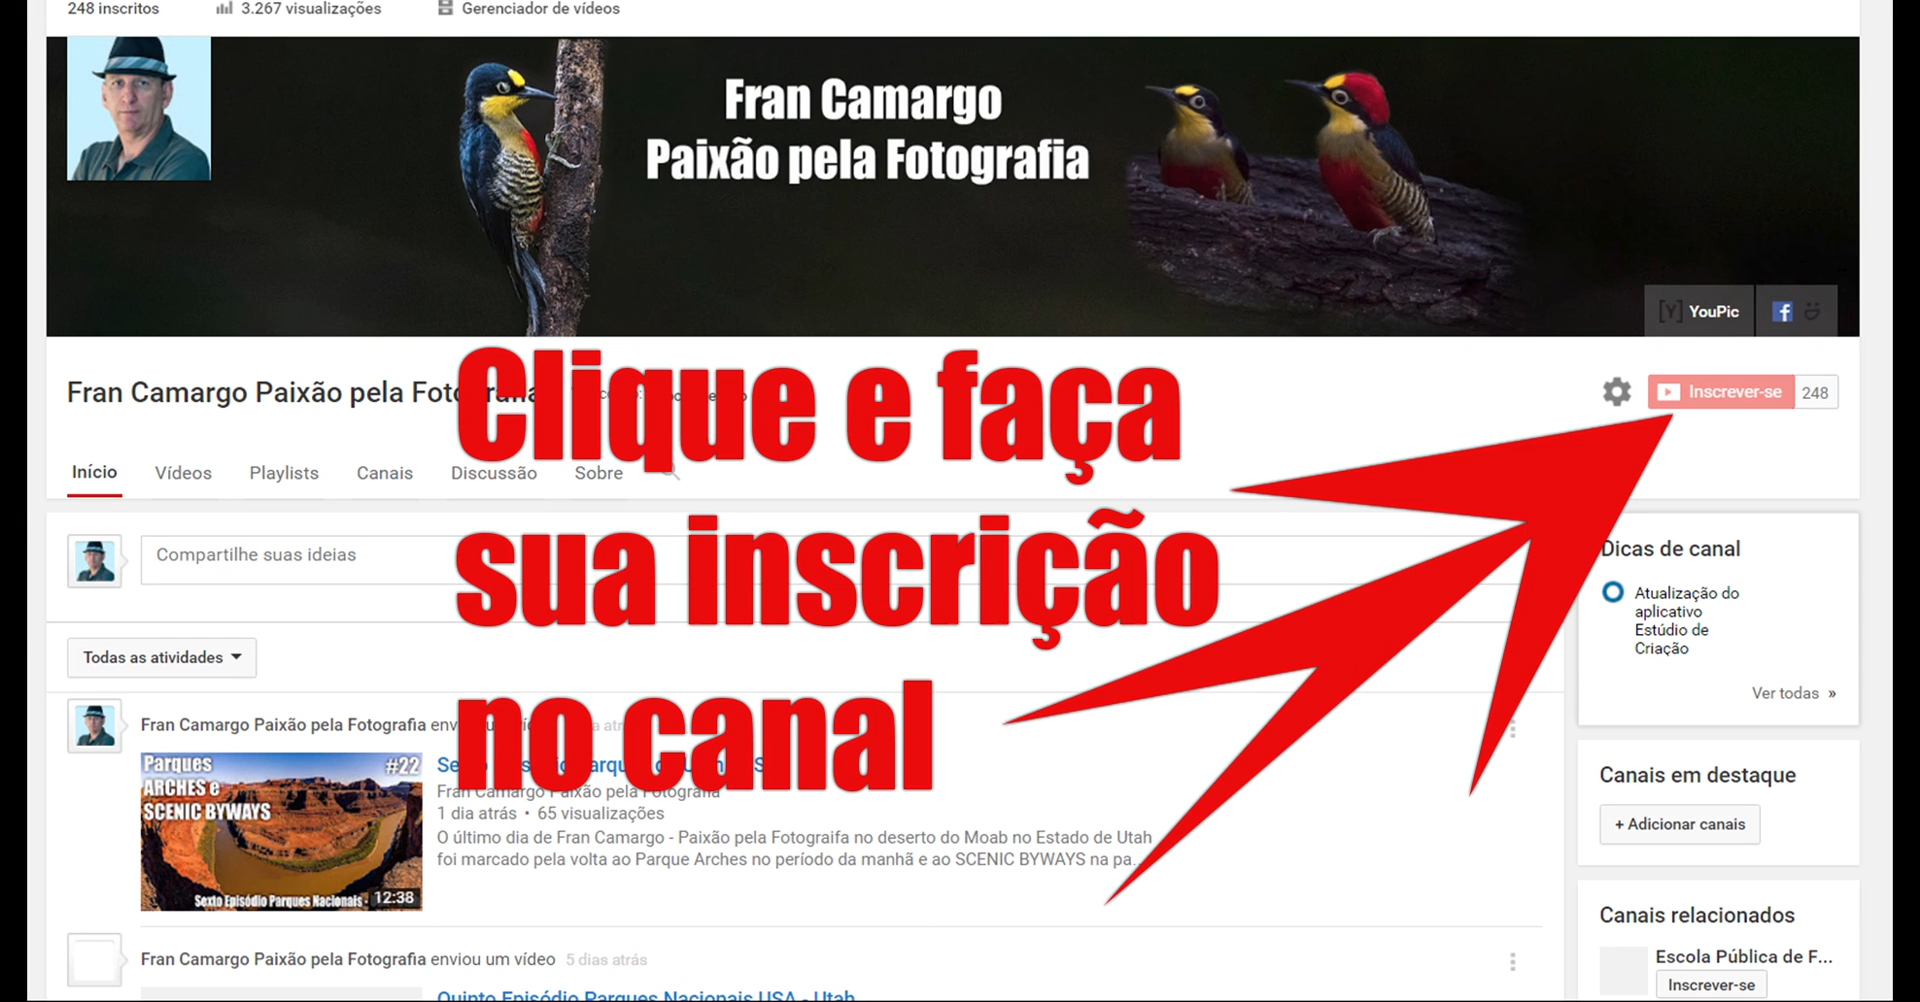 248 inscritos
3.267 visualizações
Gerenciador de vídeos
Fran Camargo
Paixão pela Fotografia
[Y] YouPic
f
Fran Camargo Paixão pela
Inscrever-se 248
Clique e faça
sua inscrição
no canal
Início Vídeos Playlists Canais Discussão Sobre
Compartilhe suas ideias
Todas as atividades
Fran Camargo Paixão pela Fotografia
Parques #22
ARCHES e
SCENIC BYWAYS
Sexto Episódio Parques Nacionais -
12:38
Fran Camargo Paixão pela Fotografia
1 dia atrás • 65 visualizações
O último dia de Fran Camargo - Paixão pela Fotograifa no deserto do Moab no Estado de Utah
foi marcado pela volta ao Parque Arches no período da manhã e ao SCENIC BYWAYS na pa...
Fran Camargo Paixão pela Fotografia enviou um vídeo 5 dias atrás
Quinto Episódio Parques Nacionais USA - Utah
Dicas de canal
Atualização do
aplicativo
Estúdio de
Criação
Ver todas »
Canais em destaque
+ Adicionar canais
Canais relacionados
Escola Pública de F...
Inscrever-se